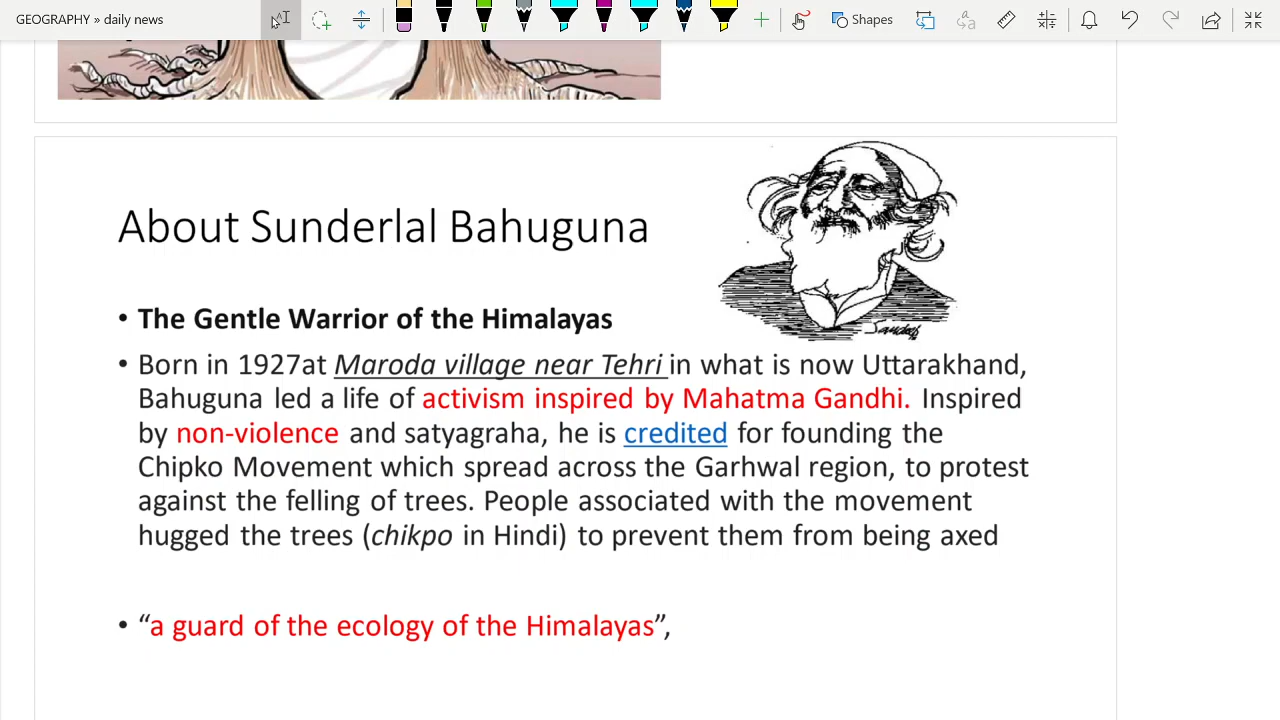 GEOGRAPHY » daily news
Shapes
About Sunderlal Bahuguna
• The Gentle Warrior of the Himalayas
• Born in 1927at Maroda village near Tehri in what is now Uttarakhand,
Bahuguna led a life of activism inspired by Mahatma Gandhi. Inspired
by non-violence and satyagraha, he is credited for founding the
Chipko Movement which spread across the Garhwal region, to protest
against the felling of trees. People associated with the movement
hugged the trees (chikpo in Hindi) to prevent them from being axed
• “a guard of the ecology of the Himalayas”,